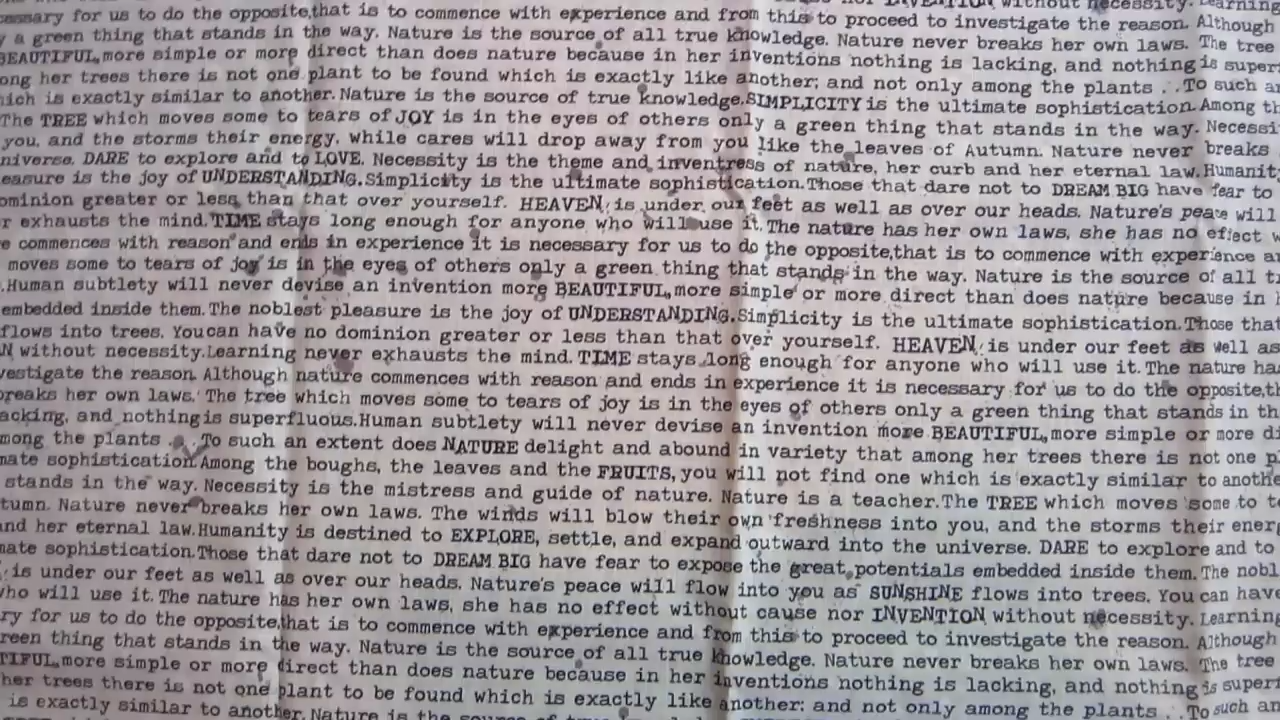 nor INVENTION without necessity. Learning
essary for us to do the opposite,that is to commence with experience and from this to proceed to investigate the reason. Although
y a green thing that stands in the way. Nature is the source of all true knowledge. Nature never breaks her own laws. The tree
BEAUTIFUL,more simple or more direct than does nature because in her inventions nothing is lacking, and nothing is super
ong her trees there is not one plant to be found which is exactly like another; and not only among the plants . .To such an
hich is exactly similar to another.Nature is the source of true knowledge.SIMPLICITY is the ultimate sophistication.Among th
The TREE which moves some to tears of JOY is in the eyes of others only a green thing that stands in the way. Necessi
you, and the storms their energy, while cares will drop away from you like the leaves of Autumn. Nature never breaks
niverse. DARE to explore and to LOVE. Necessity is the theme and inventress of nature, her curb and her eternal law.Humanity
easure is the joy of UNDERSTANDING.Simplicity is the ultimate sophistication.Those that dare not to DREAM BIG have fear to
ominion greater or less than that over yourself. HEAVEN is under our feet as well as over our heads. Nature's peace will
r exhausts the mind.TIME stays long enough for anyone who will use it.The nature has her own laws, she has no effect w
e commences with reason and ends in experience it is necessary for us to do the opposite,that is to commence with experience an
moves some to tears of joy is in the eyes of others only a green thing that stands in the way. Nature is the source of all t
.Human subtlety will never devise an invention more BEAUTIFUL,more simple or more direct than does nature because in
embedded inside them.The noblest pleasure is the joy of UNDERSTANDING.Simplicity is the ultimate sophistication.Those that
flows into trees. You can have no dominion greater or less than that over yourself. HEAVEN is under our feet as well as
N without necessity.Learning never exhausts the mind.TIME stays long enough for anyone who will use it.The nature has
vestigate the reason.Although nature commences with reason and ends in experience it is necessary for us to do the opposite,th
breaks her own laws. The tree which moves some to tears of joy is in the eyes of others only a green thing that stands in th
acking, and nothing is superfluous.Human subtlety will never devise an invention more BEAUTIFUL,more simple or more di
mong the plants . .To such an extent does NATURE delight and abound in variety that among her trees there is not one p
mate sophistication.Among the boughs, the leaves and the FRUITS,you will not find one which is exactly similar to anothe
stands in the way. Necessity is the mistress and guide of nature. Nature is a teacher.The TREE which moves some to t
tumn. Nature never breaks her own laws. The winds will blow their own freshness into you, and the storms their ener
and her eternal law.Humanity is destined to EXPLORE, settle, and expand outward into the universe. DARE to explore and to
mate sophistication.Those that dare not to DREAM BIG have fear to expose the great potentials embedded inside them.The nobl
is under our feet as well as over our heads. Nature's peace will flow into you as SUNSHINE flows into trees. You can have
who will use it.The nature has her own laws, she has no effect without cause nor INVENTION without necessity. Learning
ry for us to do the opposite,that is to commence with experience and from this to proceed to investigate the reason. Although
reen thing that stands in the way. Nature is the source of all true knowledge. Nature never breaks her own laws. The tree
TIFUL,more simple or more direct than does nature because in her inventions nothing is lacking, and nothing is superf
her trees there is not one plant to be found which is exactly like another; and not only among the plants . .To such an
is exactly similar to another.Nature is the source of true